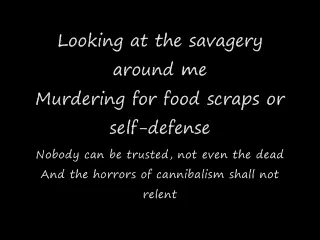 Looking at the savagery
around me
Murdering for food scraps or
self-defense
Nobody can be trusted, not even the dead
And the horrors of cannibalism shall not
relent